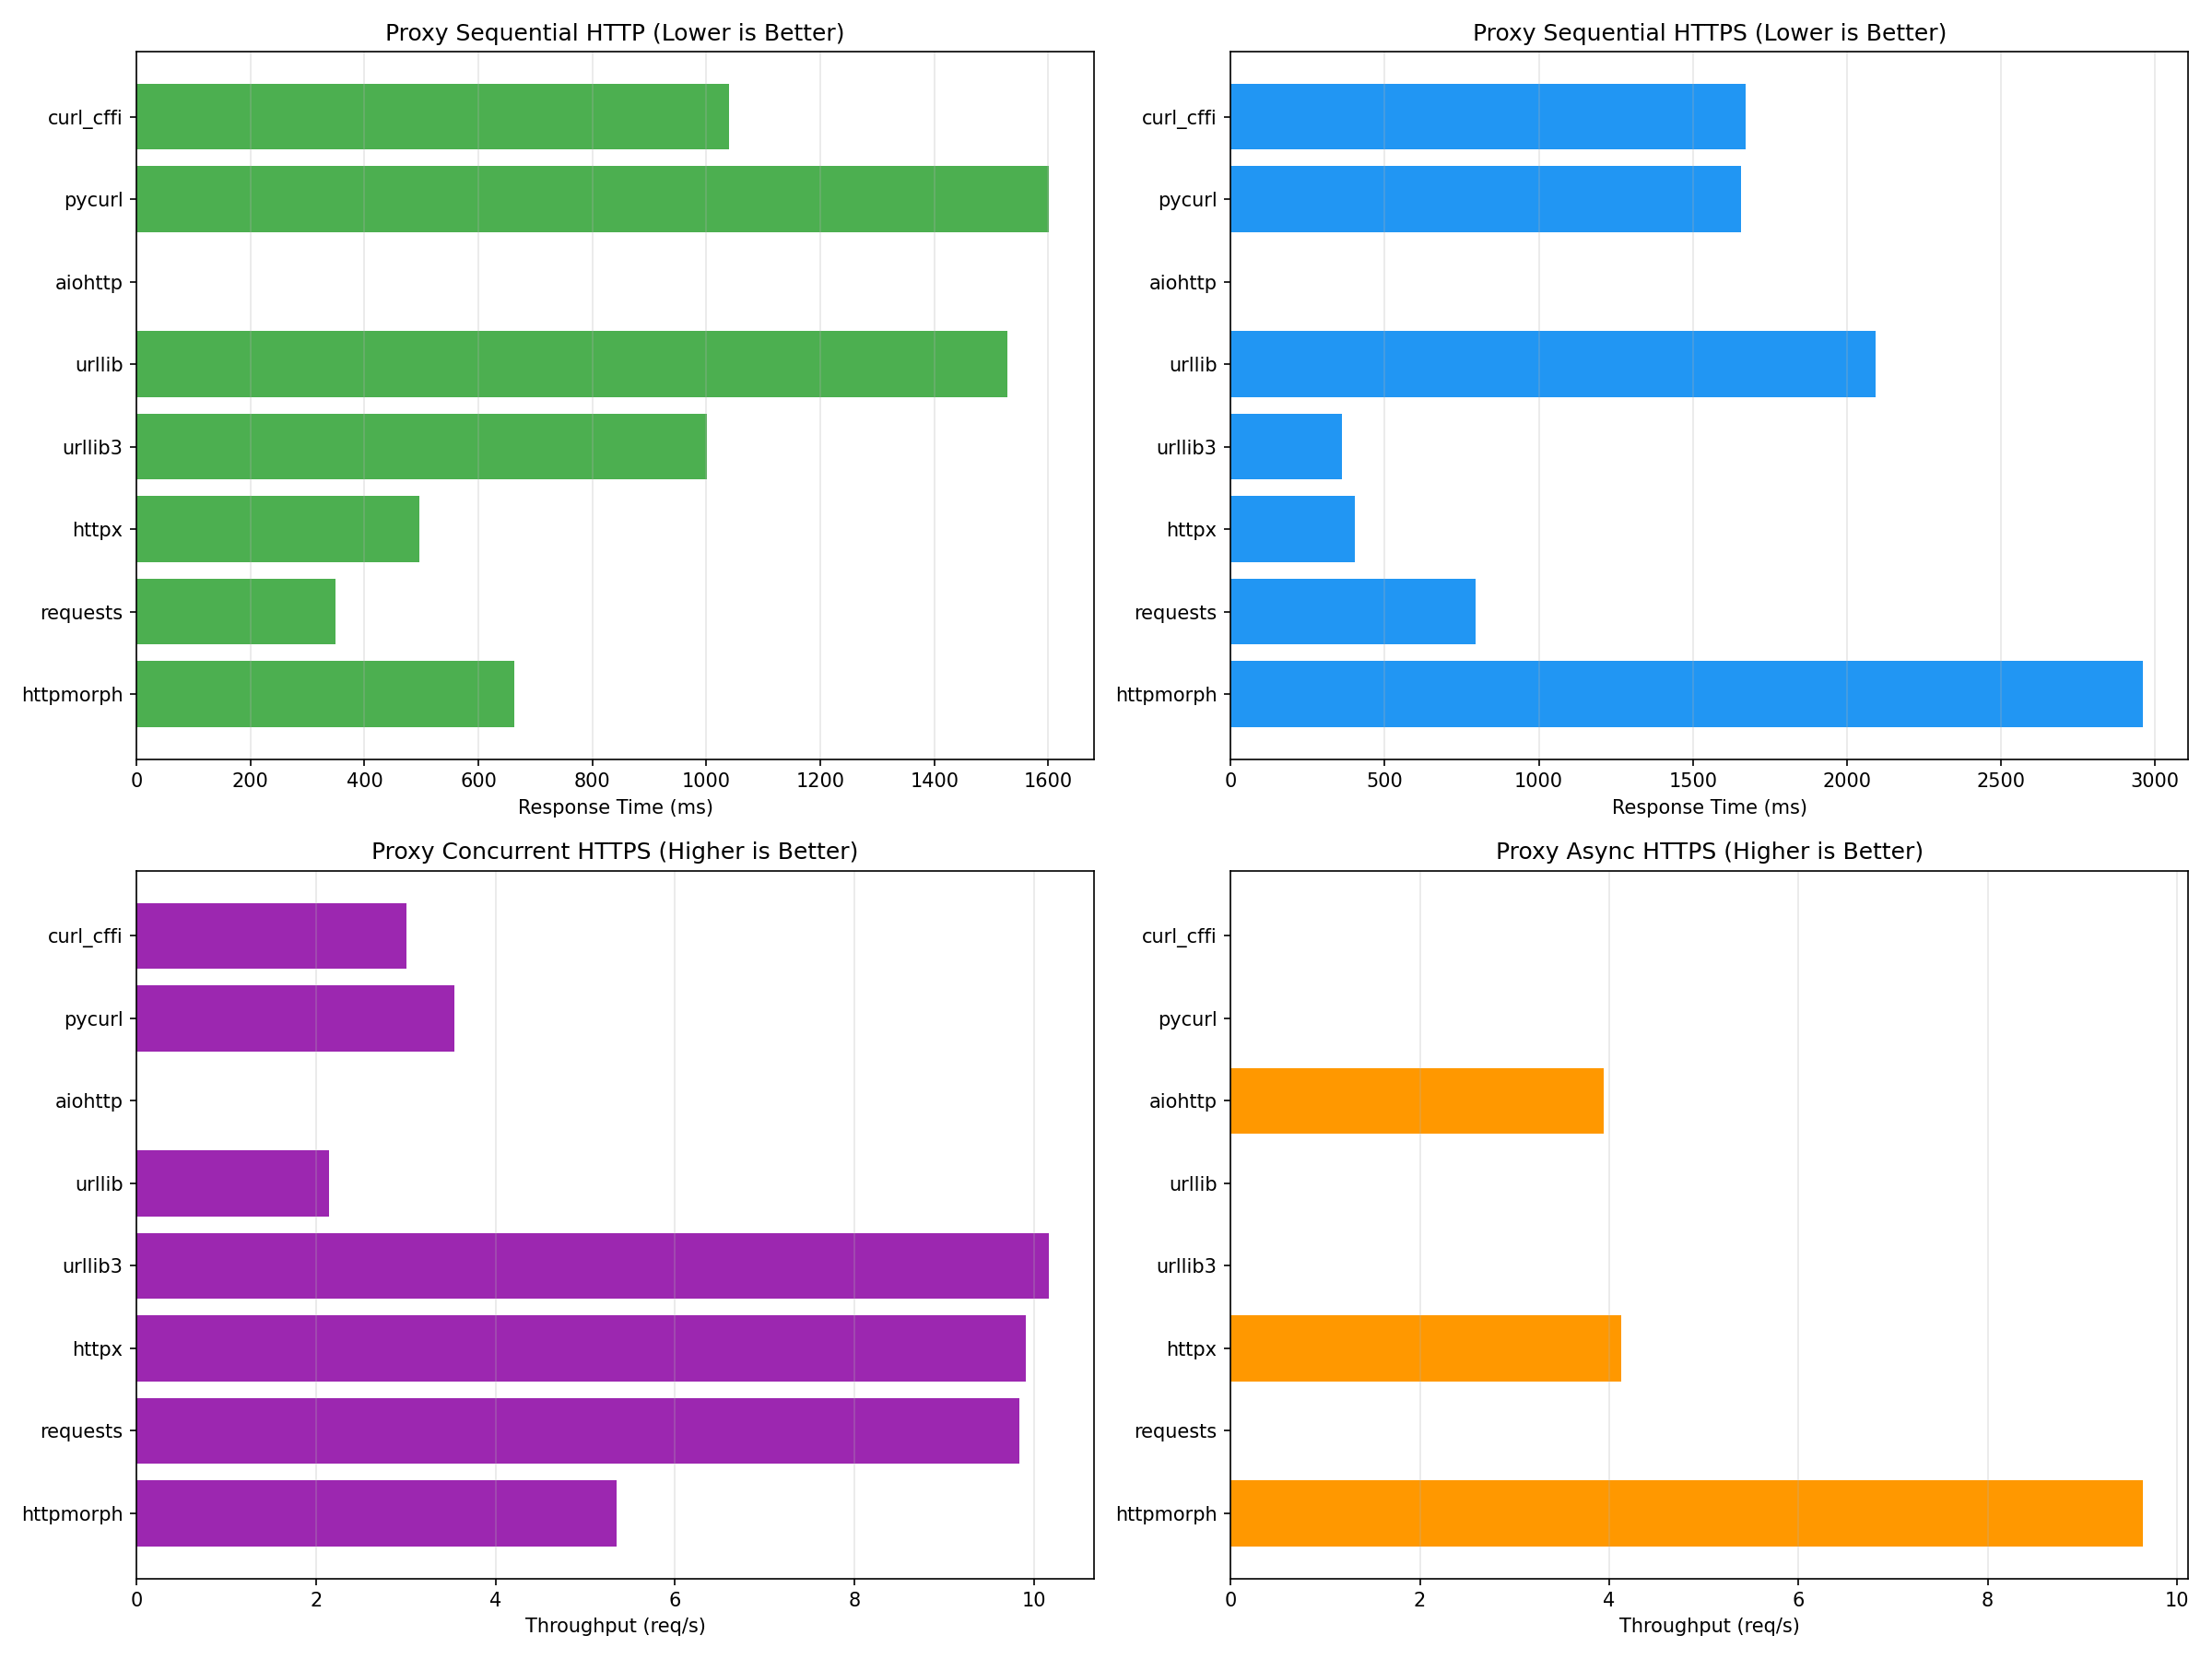 Proxy Sequential HTTP (Lower is Better)
curl_cffi
pycurl
aiohttp
urllib
urllib3
httpx
requests
httpmorph
0 200 400 600 800 1000 1200 1400 1600
Response Time (ms)
Proxy Sequential HTTPS (Lower is Better)
curl_cffi
pycurl
aiohttp
urllib
urllib3
httpx
requests
httpmorph
0 500 1000 1500 2000 2500 3000
Response Time (ms)
Proxy Concurrent HTTPS (Higher is Better)
curl_cffi
pycurl
aiohttp
urllib
urllib3
httpx
requests
httpmorph
0 2 4 6 8 10
Throughput (req/s)
Proxy Async HTTPS (Higher is Better)
curl_cffi
pycurl
aiohttp
urllib
urllib3
httpx
requests
httpmorph
0 2 4 6 8 10
Throughput (req/s)